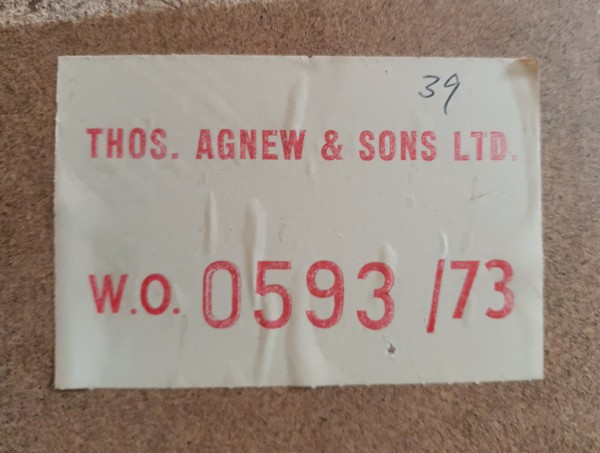 39
THOS. AGNEW & SONS LTD.
W.O. 0593 /73